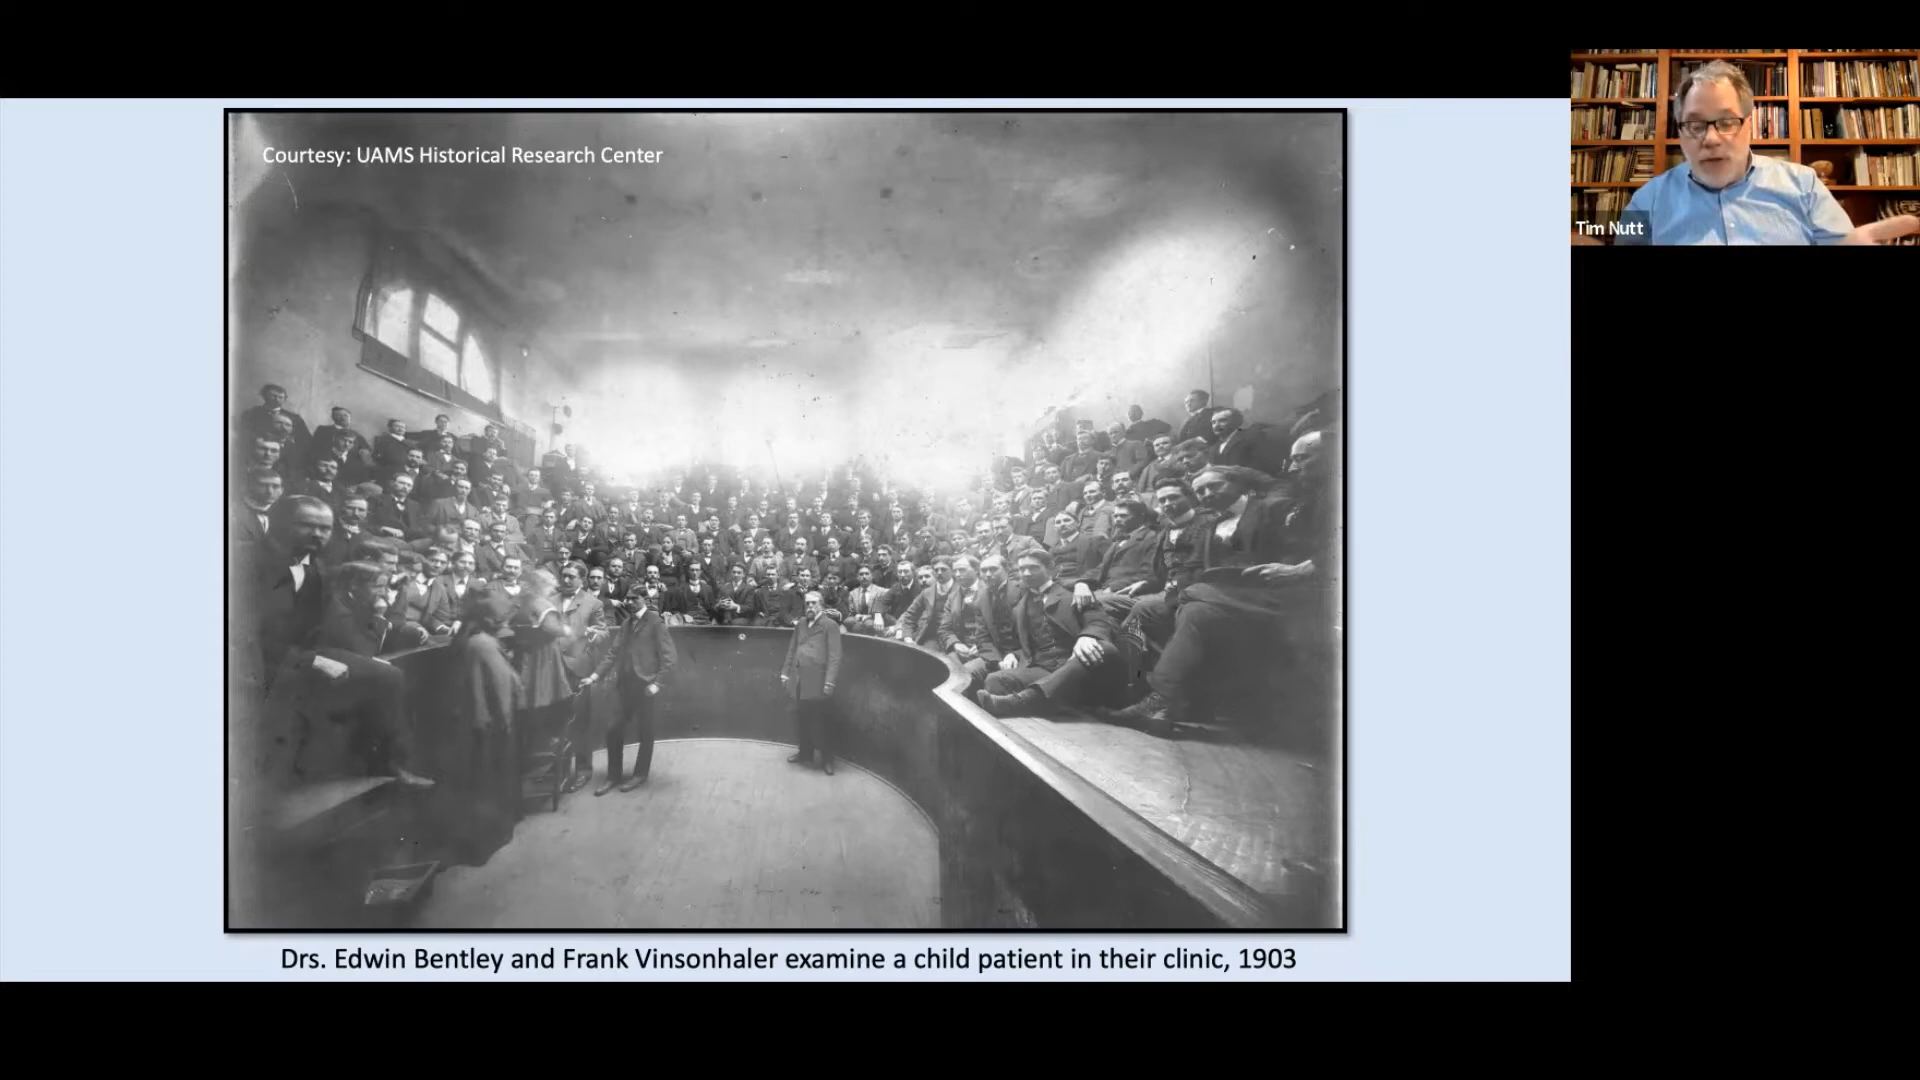 Courtesy: UAMS Historical Research Center
Tim Nutt
Drs. Edwin Bentley and Frank Vinsonhaler examine a child patient in their clinic, 1903